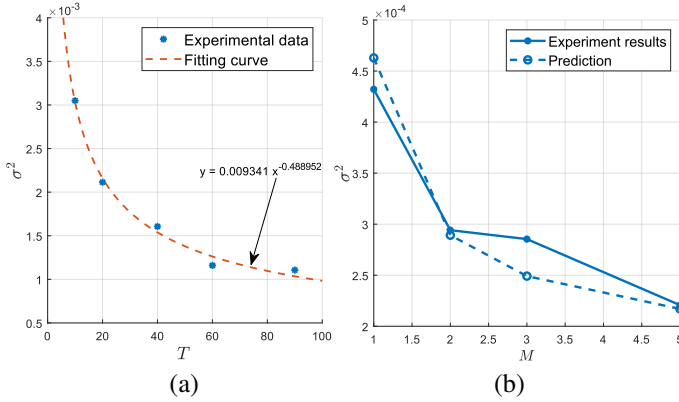 ×10^-3
4
3.5
3
2.5
2
1.5
1
0.5
σ^2
Experimental data
Fitting curve
y = 0.009341 x^-0.488952
0 20 40 60 80 100
T
(a)
×10^-4
5
4.5
4
3.5
3
2.5
2
σ^2
Experiment results
Prediction
1 1.5 2 2.5 3 3.5 4 4.5 5
M
(b)